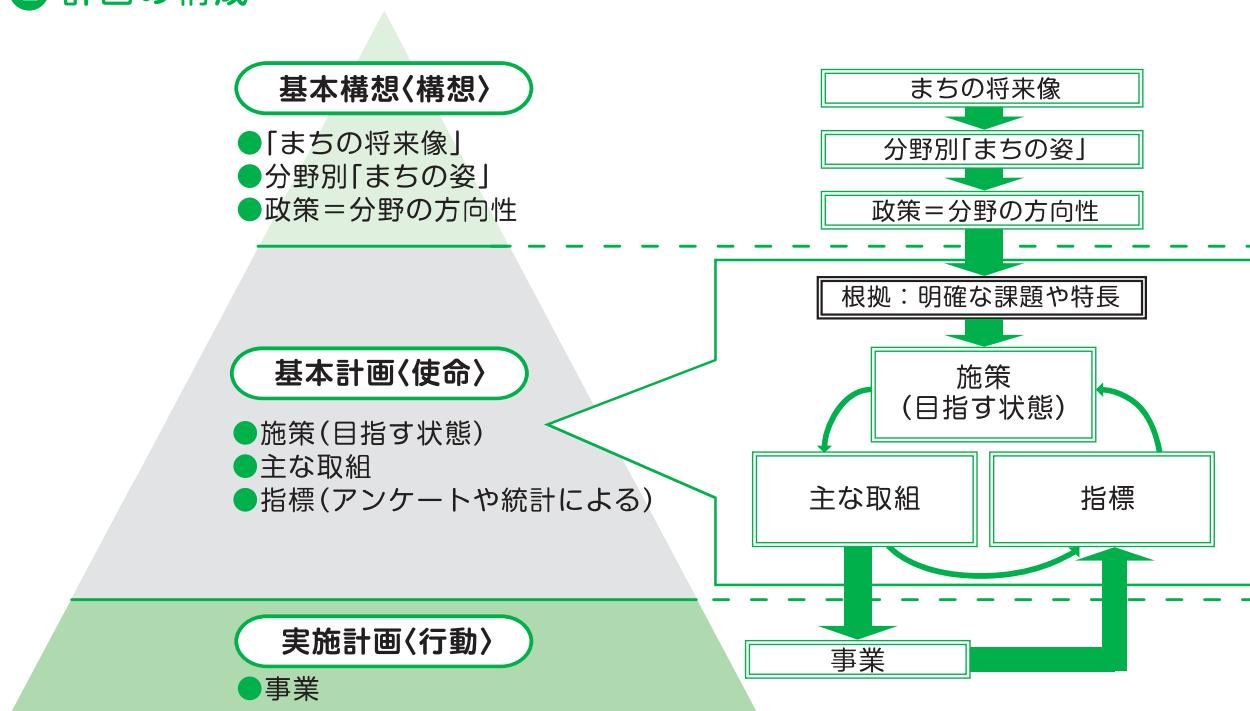 計画の構成
基本構想〈構想〉
●「まちの将来像」
●分野別「まちの姿」
●政策＝分野の方向性
基本計画〈使命〉
●施策（目指す状態）
●主な取組
●指標（アンケートや統計による）
実施計画〈行動〉
●事業
まちの将来像
分野別「まちの姿」
政策＝分野の方向性
根拠：明確な課題や特長
施策
（目指す状態）
主な取組
指標
事業